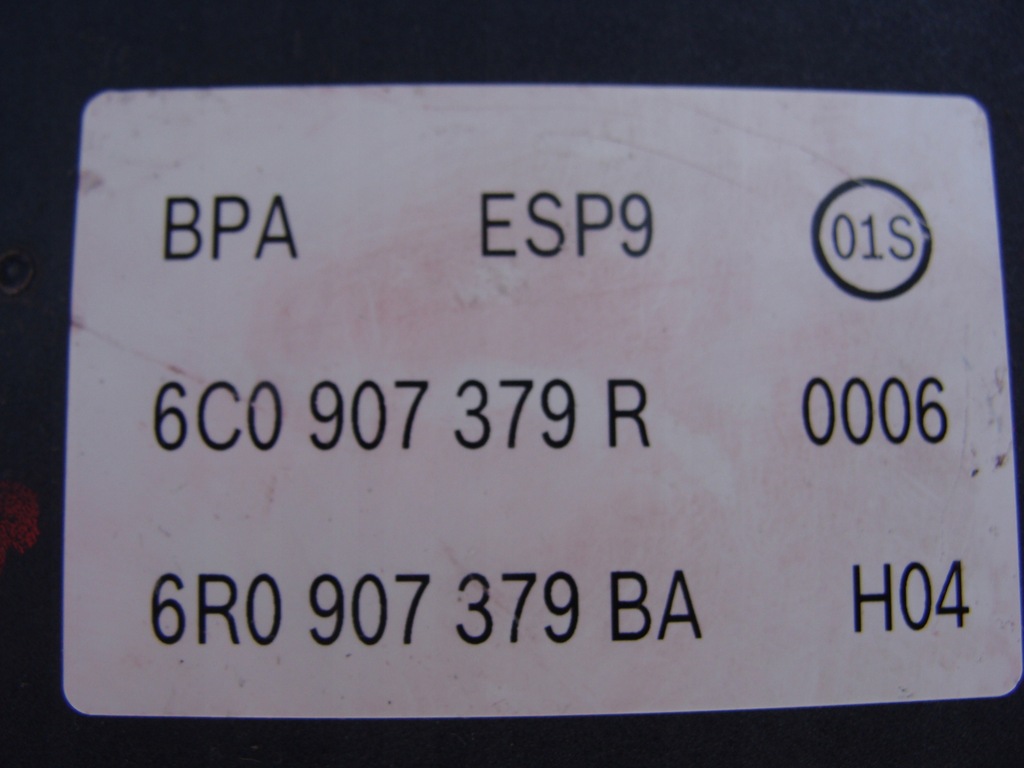 BPA ESP9 01S
6C0 907 379 R 0006
6R0 907 379 BA H04